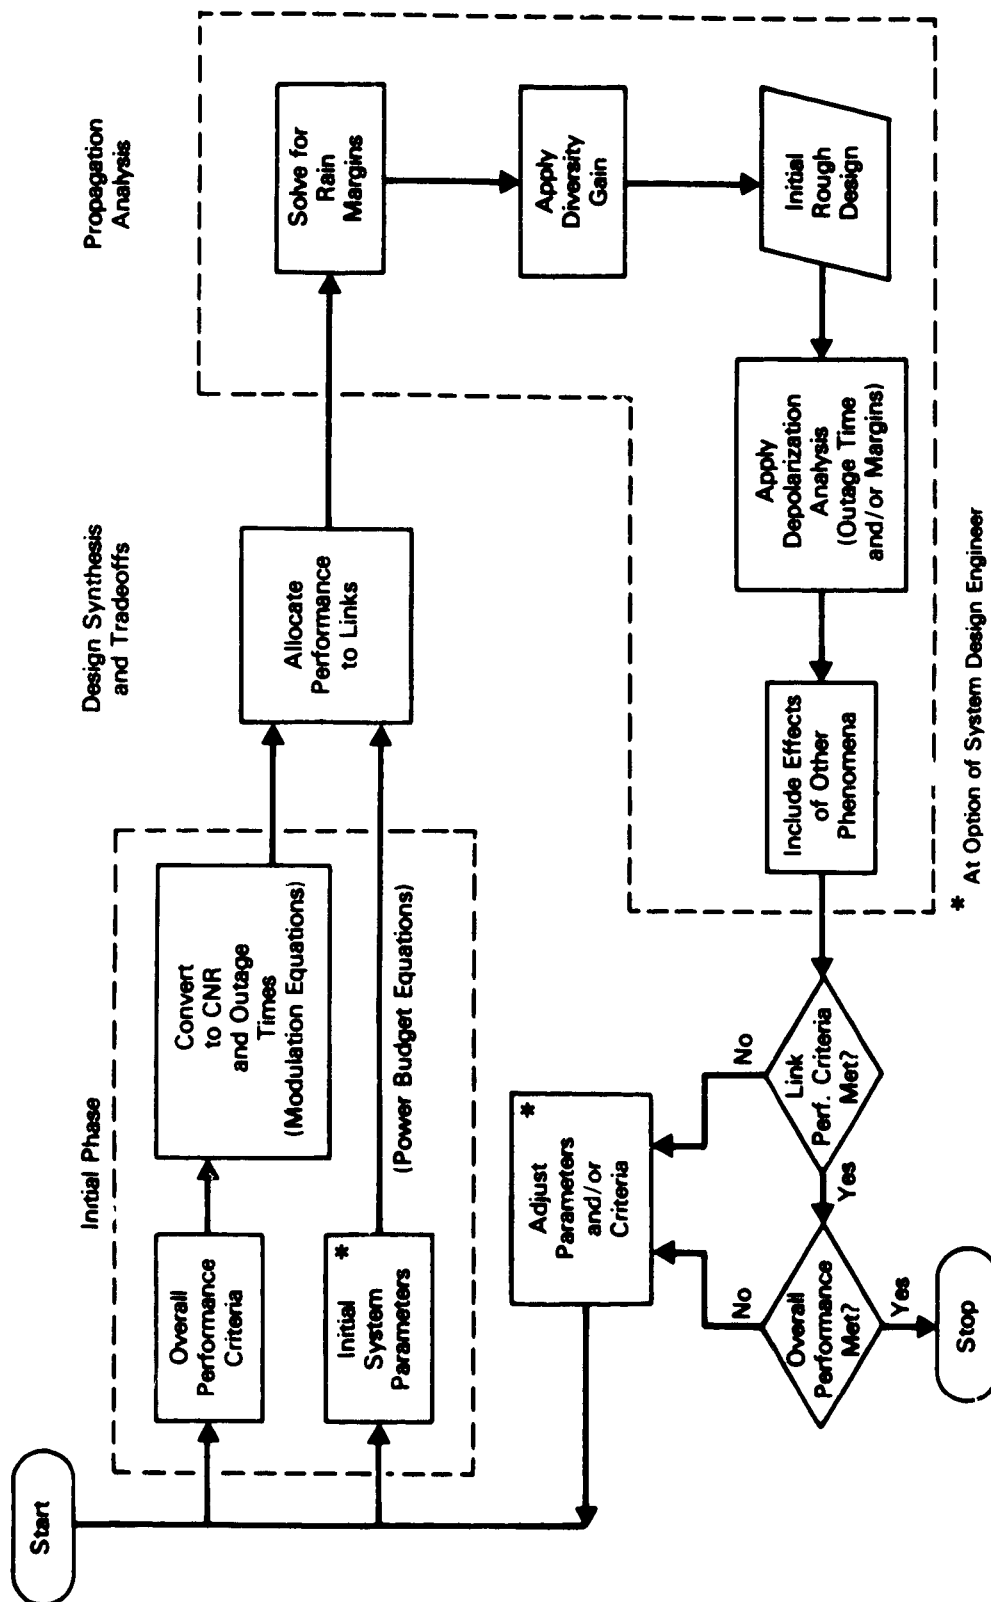 Start
Initial Phase
Overall
Performance
Criteria
Convert
to CNR
and Outage
Times
(Modulation Equations)
*
Initial
System
Parameters
(Power Budget Equations)
Design Synthesis
and Tradeoffs
Allocate
Performance
to Links
Propagation
Analysis
Solve for
Rain
Margins
Apply
Diversity
Gain
Initial
Rough
Design
Apply
Depolarization
Analysis
(Outage Time
and/or Margins)
Include Effects
of Other
Phenomena
Link
Perf. Criteria
Met?
No
Yes
*
Adjust
Parameters
and/or
Criteria
Overall
Performance
Met?
No
Yes
Stop
* At Option of System Design Engineer